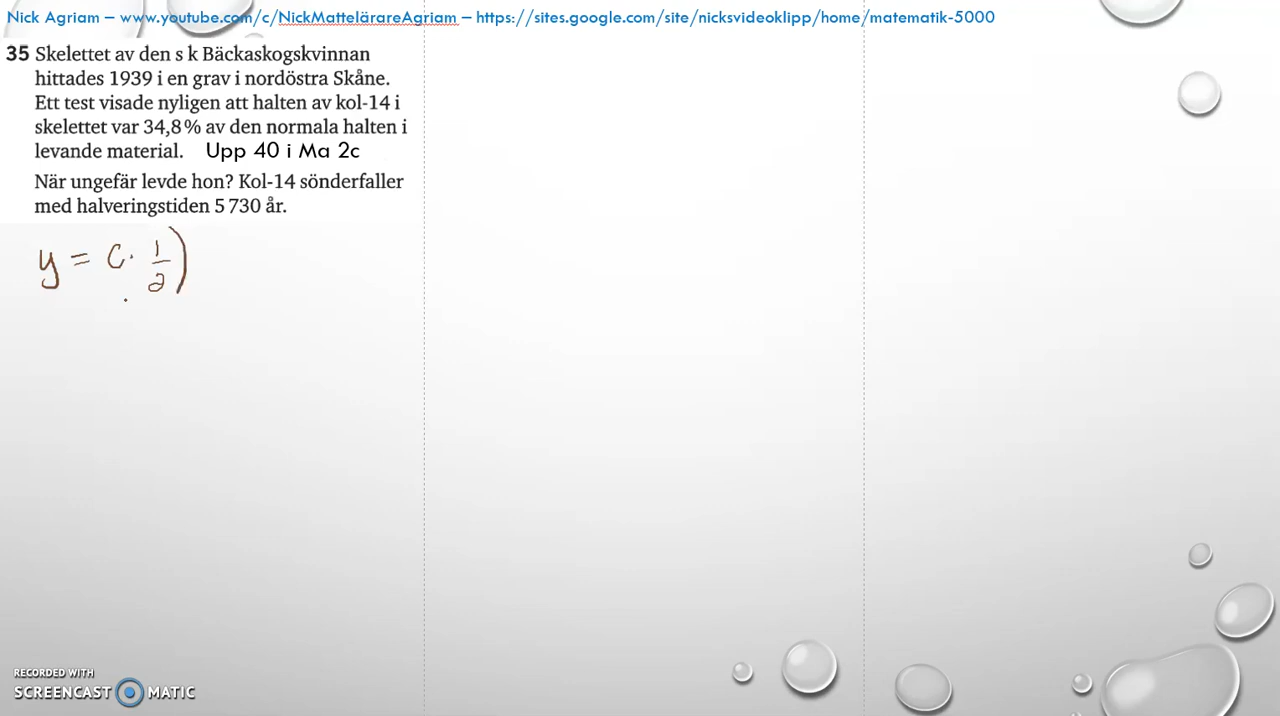 Nick Agriam – www.youtube.com/c/NickMattelärareAgriam – https://sites.google.com/site/nicksvideoklipp/home/matematik-5000
35 Skelettet av den s k Bäckaskogskvinnan
hittades 1939 i en grav i nordöstra Skåne.
Ett test visade nyligen att halten av kol-14 i
skelettet var 34,8% av den normala halten i
levande material. Upp 40 i Ma 2c
När ungefär levde hon? Kol-14 sönderfaller
med halveringstiden 5 730 år.
y = C · 1/2)
RECORDED WITH
SCREENCAST MATIC